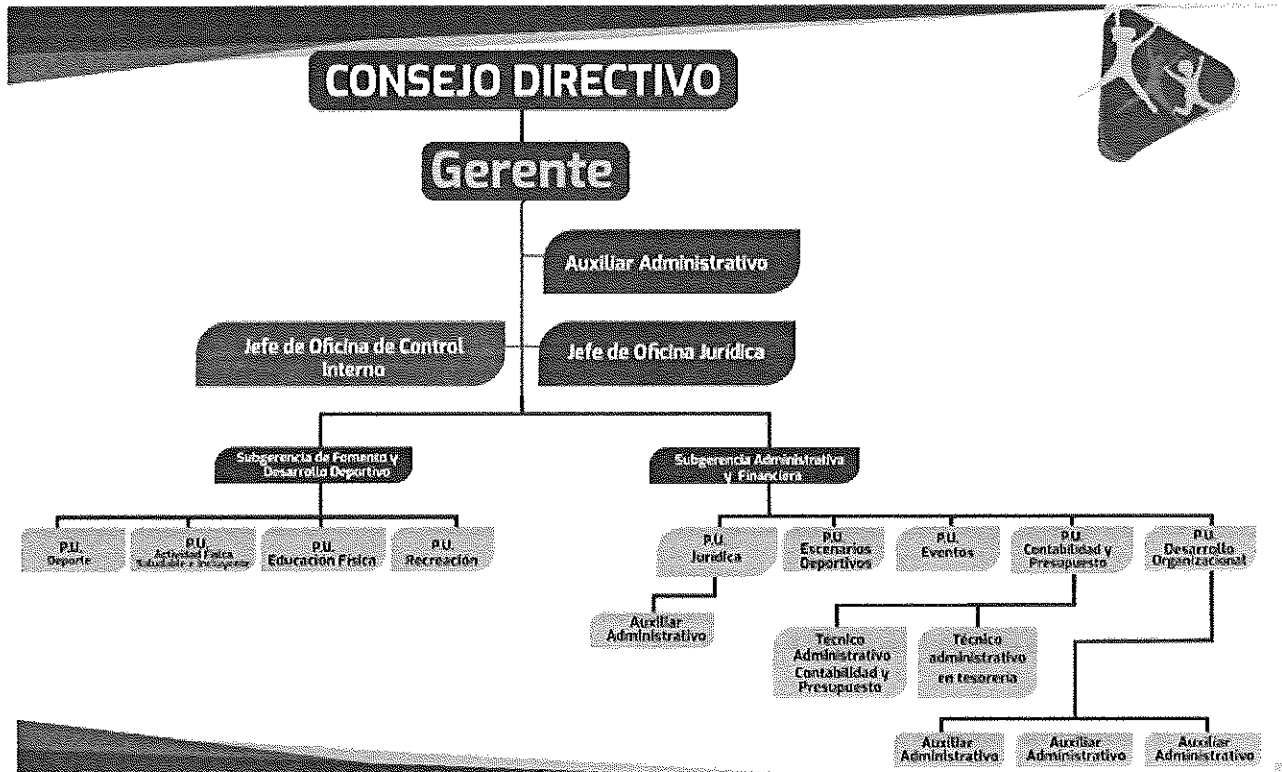 CONSEJO DIRECTIVO
Gerente
Auxiliar Administrativo
Jefe de Oficina de Control
Interno
Jefe de Oficina Jurídica
Subgerencia de Fomento y
Desarrollo Deportivo
Subgerencia Administrativa
y Financiera
P.U.
Deporte
P.U.
Actividad Física
Saludable e
P.U.
Educación Física
P.U.
Recreación
P.U.
Jurídica
P.U.
Escenarios
Deportivos
P.U.
Eventos
P.U.
Contabilidad y
Presupuesto
P.U.
Desarrollo
Organizacional
Auxiliar
Administrativo
Técnico
Administrativo
Contabilidad y
Presupuesto
Técnico
administrativo
en tesorería
Auxiliar
Administrativo
Auxiliar
Administrativo
Auxiliar
Administrativo